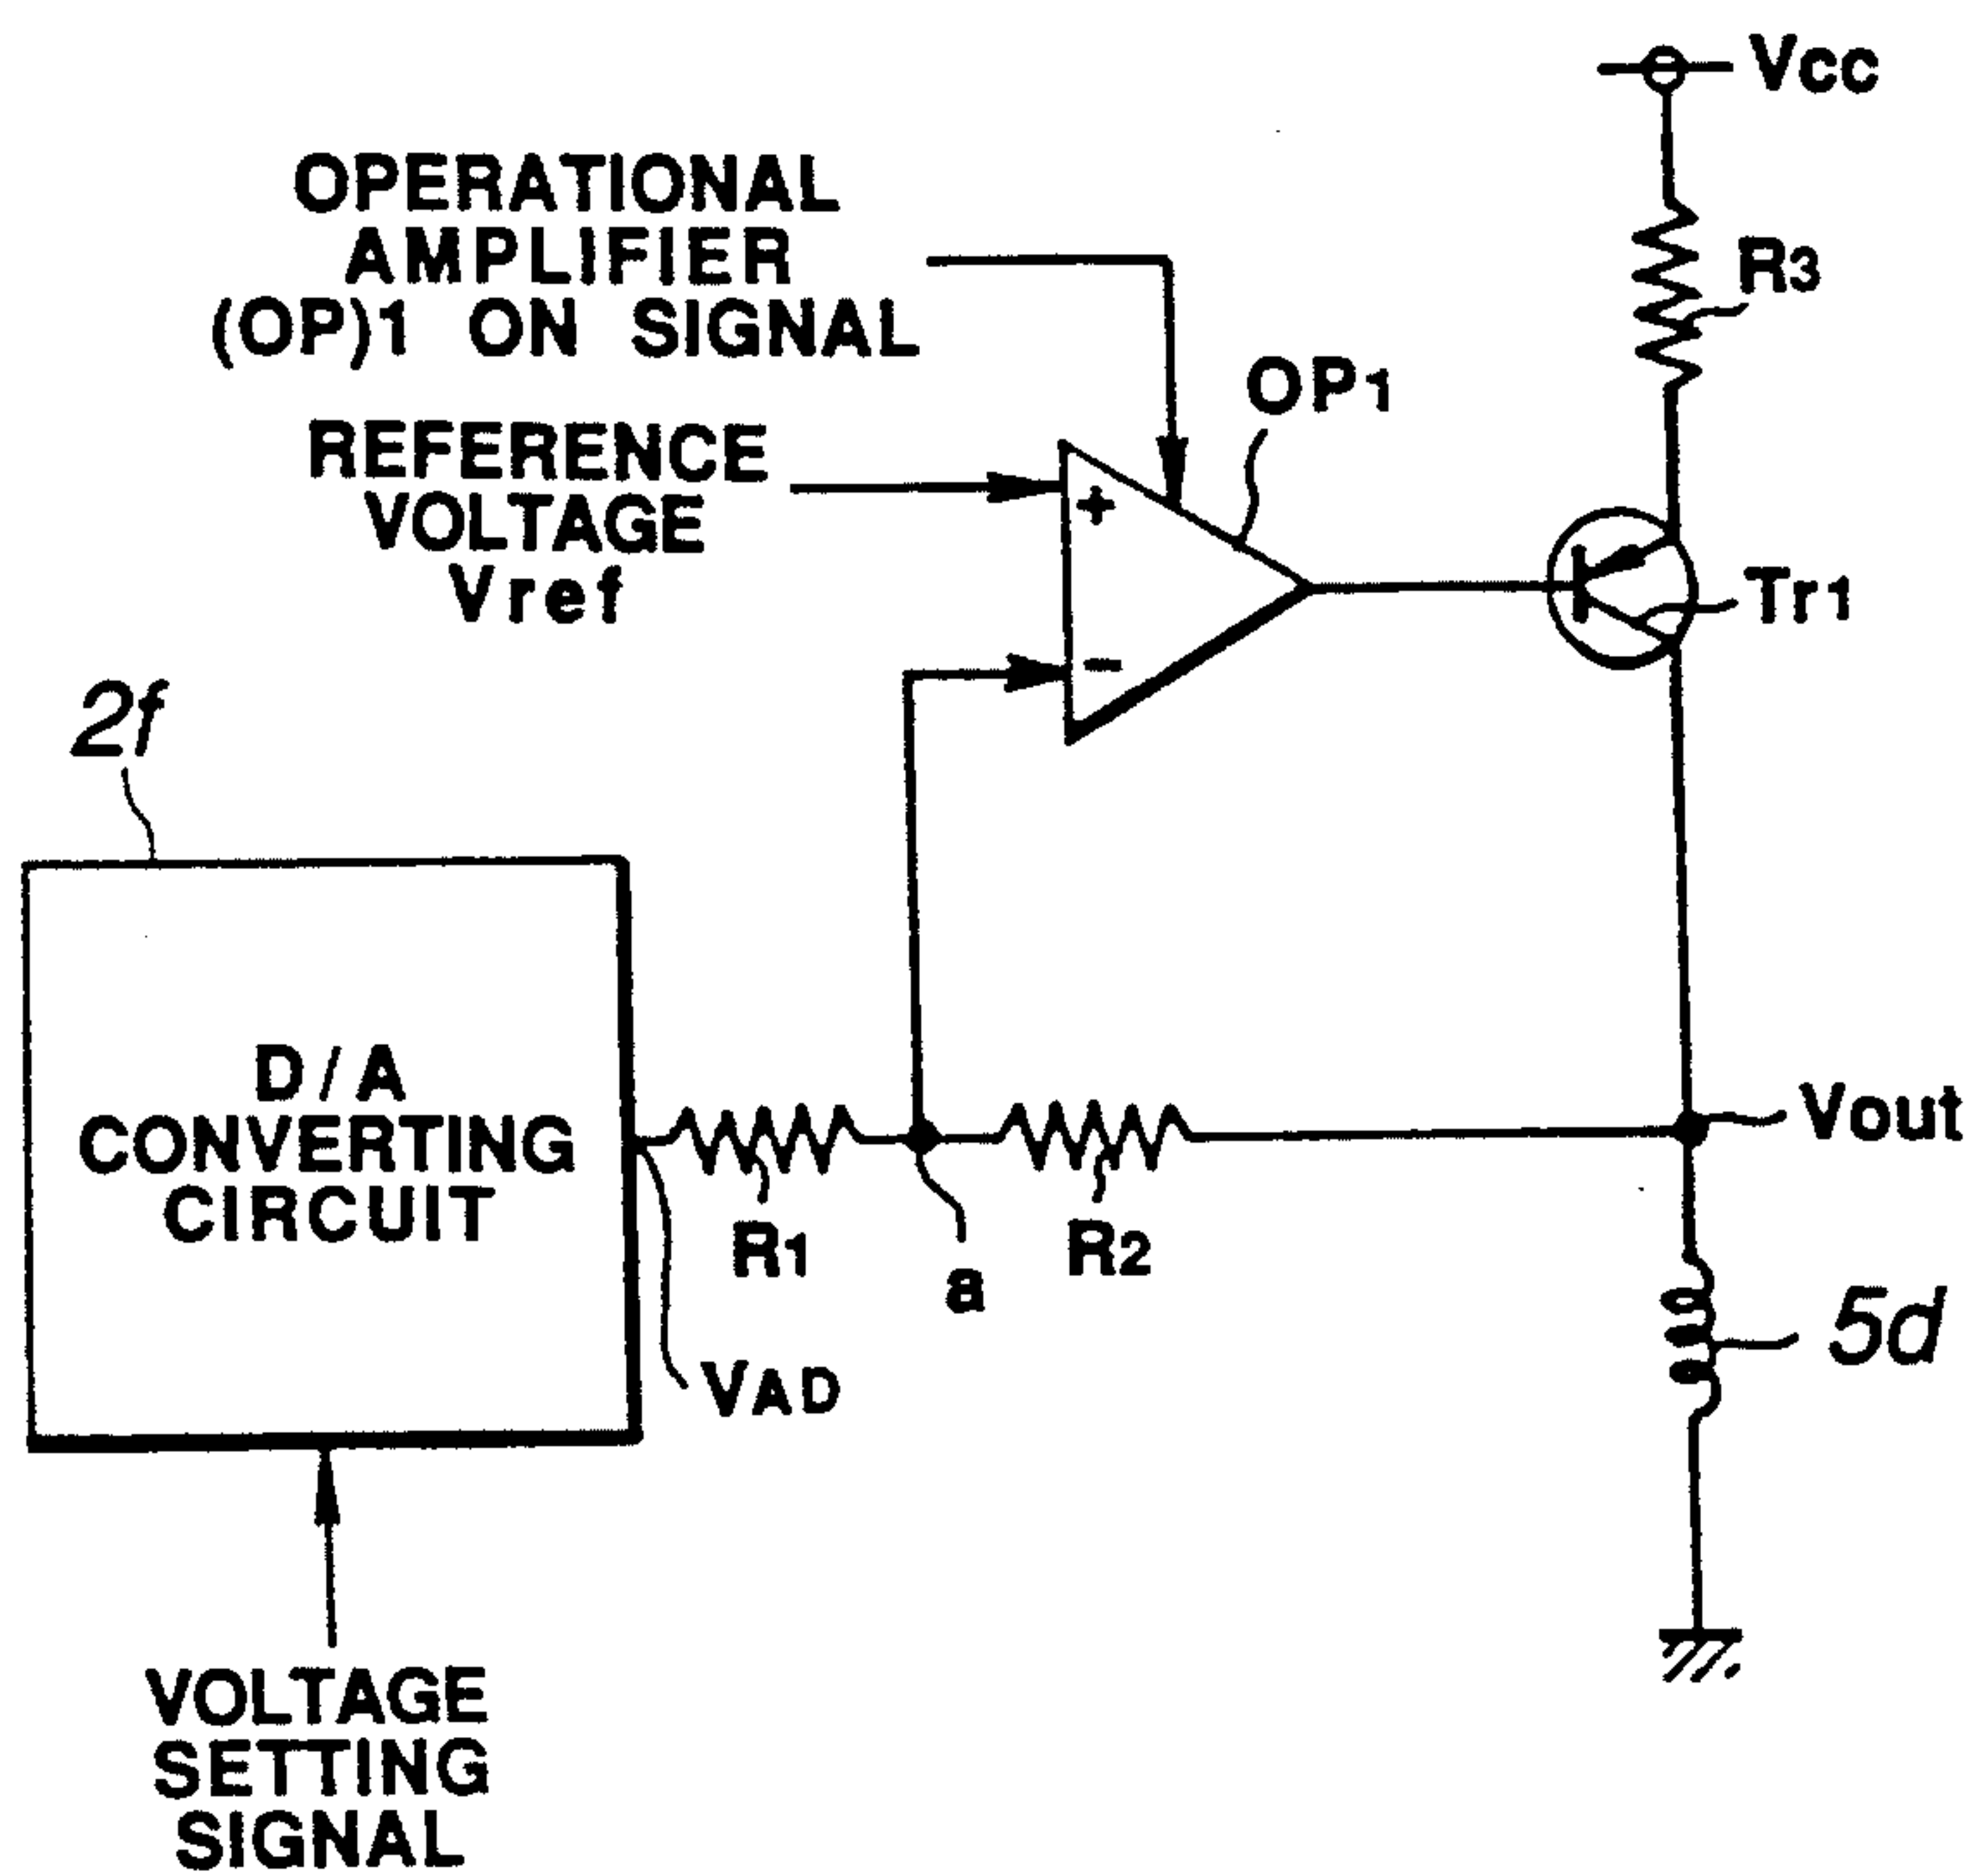 Vcc
OPERATIONAL
AMPLIFIER
(OP)1 ON SIGNAL
R3
OP1
REFERENCE
VOLTAGE
Vref
+
-
Tr1
2f
D/A
CONVERTING
CIRCUIT
Vout
R1
R2
a
5d
VAD
VOLTAGE
SETTING
SIGNAL